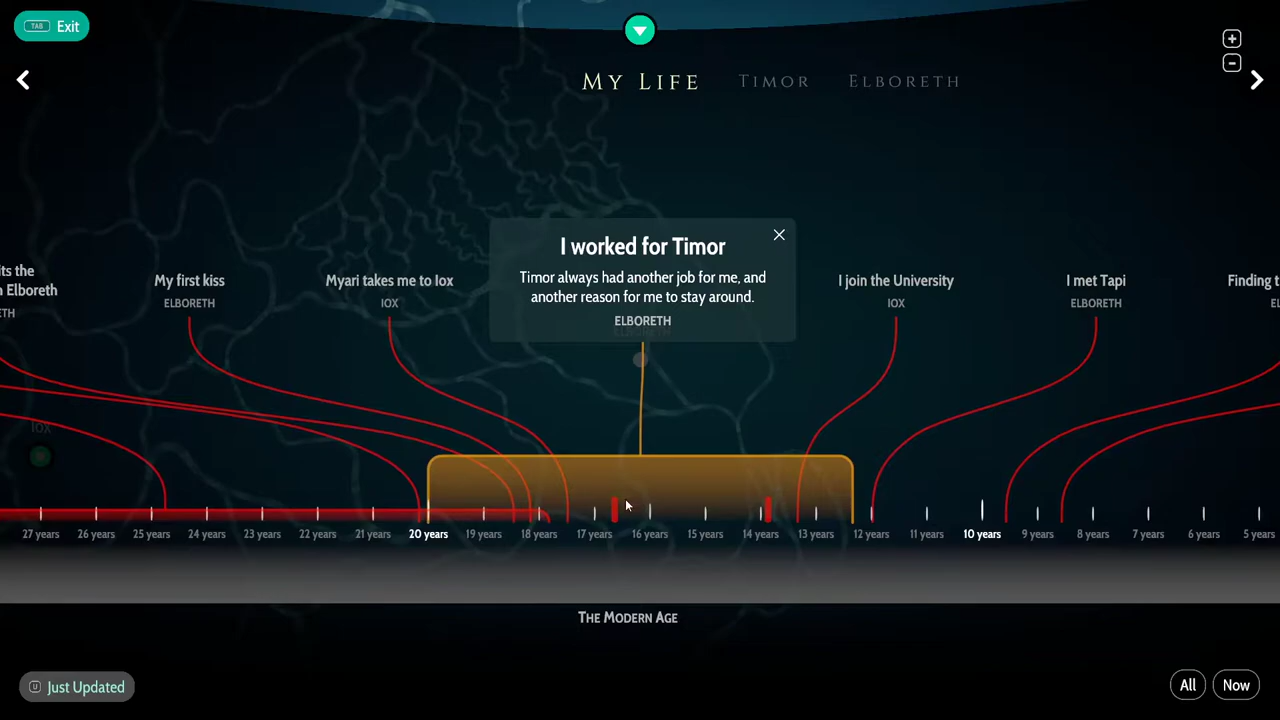 TAB Exit
MY LIFE
TIMOR
ELBORETH
I worked for Timor
Timor always had another job for me, and
another reason for me to stay around.
ELBORETH
its the
Elboreth
ETH
My first kiss
ELBORETH
Myari takes me to Iox
IOX
I join the University
IOX
I met Tapi
ELBORETH
Finding t
EL
IOX
27 years
26 years
25 years
24 years
23 years
22 years
21 years
20 years
19 years
18 years
17 years
16 years
15 years
14 years
13 years
12 years
11 years
10 years
9 years
8 years
7 years
6 years
5 years
THE MODERN AGE
U Just Updated
All
Now